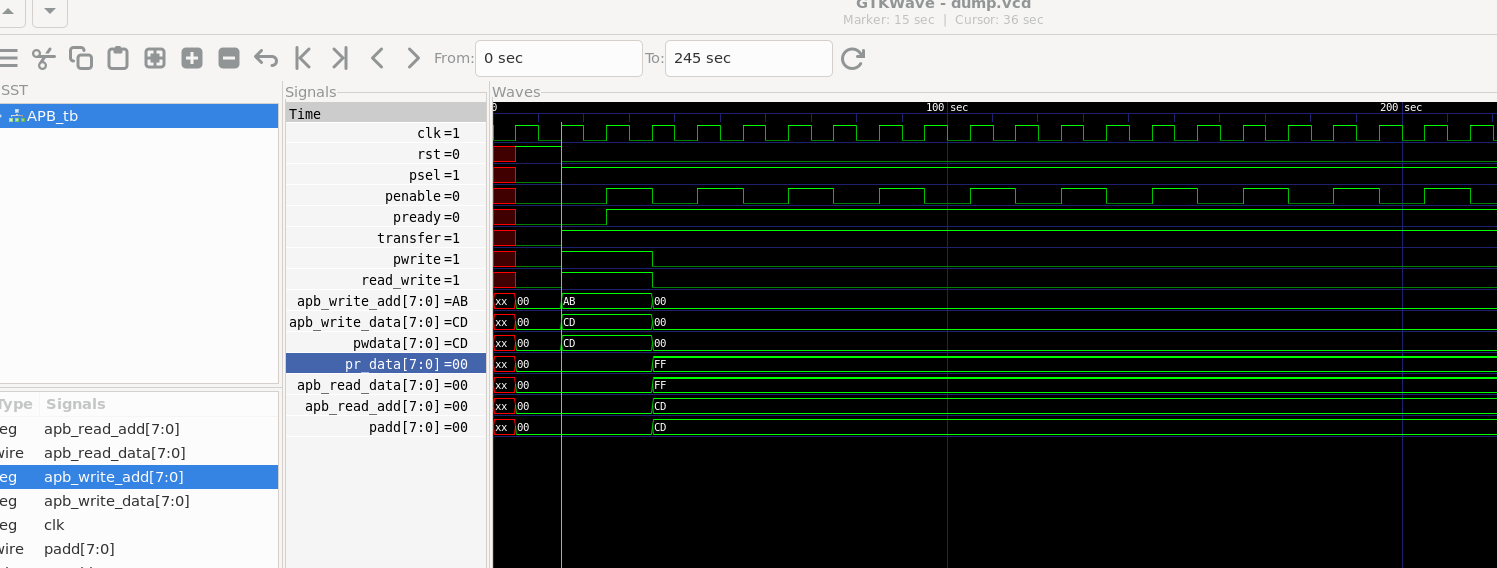 GTKWave - dump.vcd
Marker: 15 sec | Cursor: 36 sec
From: 0 sec To: 245 sec
SST
APB_tb
Type Signals
eg apb_read_add[7:0]
wire apb_read_data[7:0]
eg apb_write_add[7:0]
eg apb_write_data[7:0]
eg clk
wire padd[7:0]
Signals
Time
clk=1
rst=0
psel=1
penable=0
pready=0
transfer=1
pwrite=1
read_write=1
apb_write_add[7:0]=AB
apb_write_data[7:0]=CD
pwdata[7:0]=CD
pr_data[7:0]=00
apb_read_data[7:0]=00
apb_read_add[7:0]=00
padd[7:0]=00
Waves
0 100 sec 200 sec
xx 00 AB 00
xx 00 CD 00
xx 00 CD 00
xx 00 FF
xx 00 FF
xx 00 CD
xx 00 CD